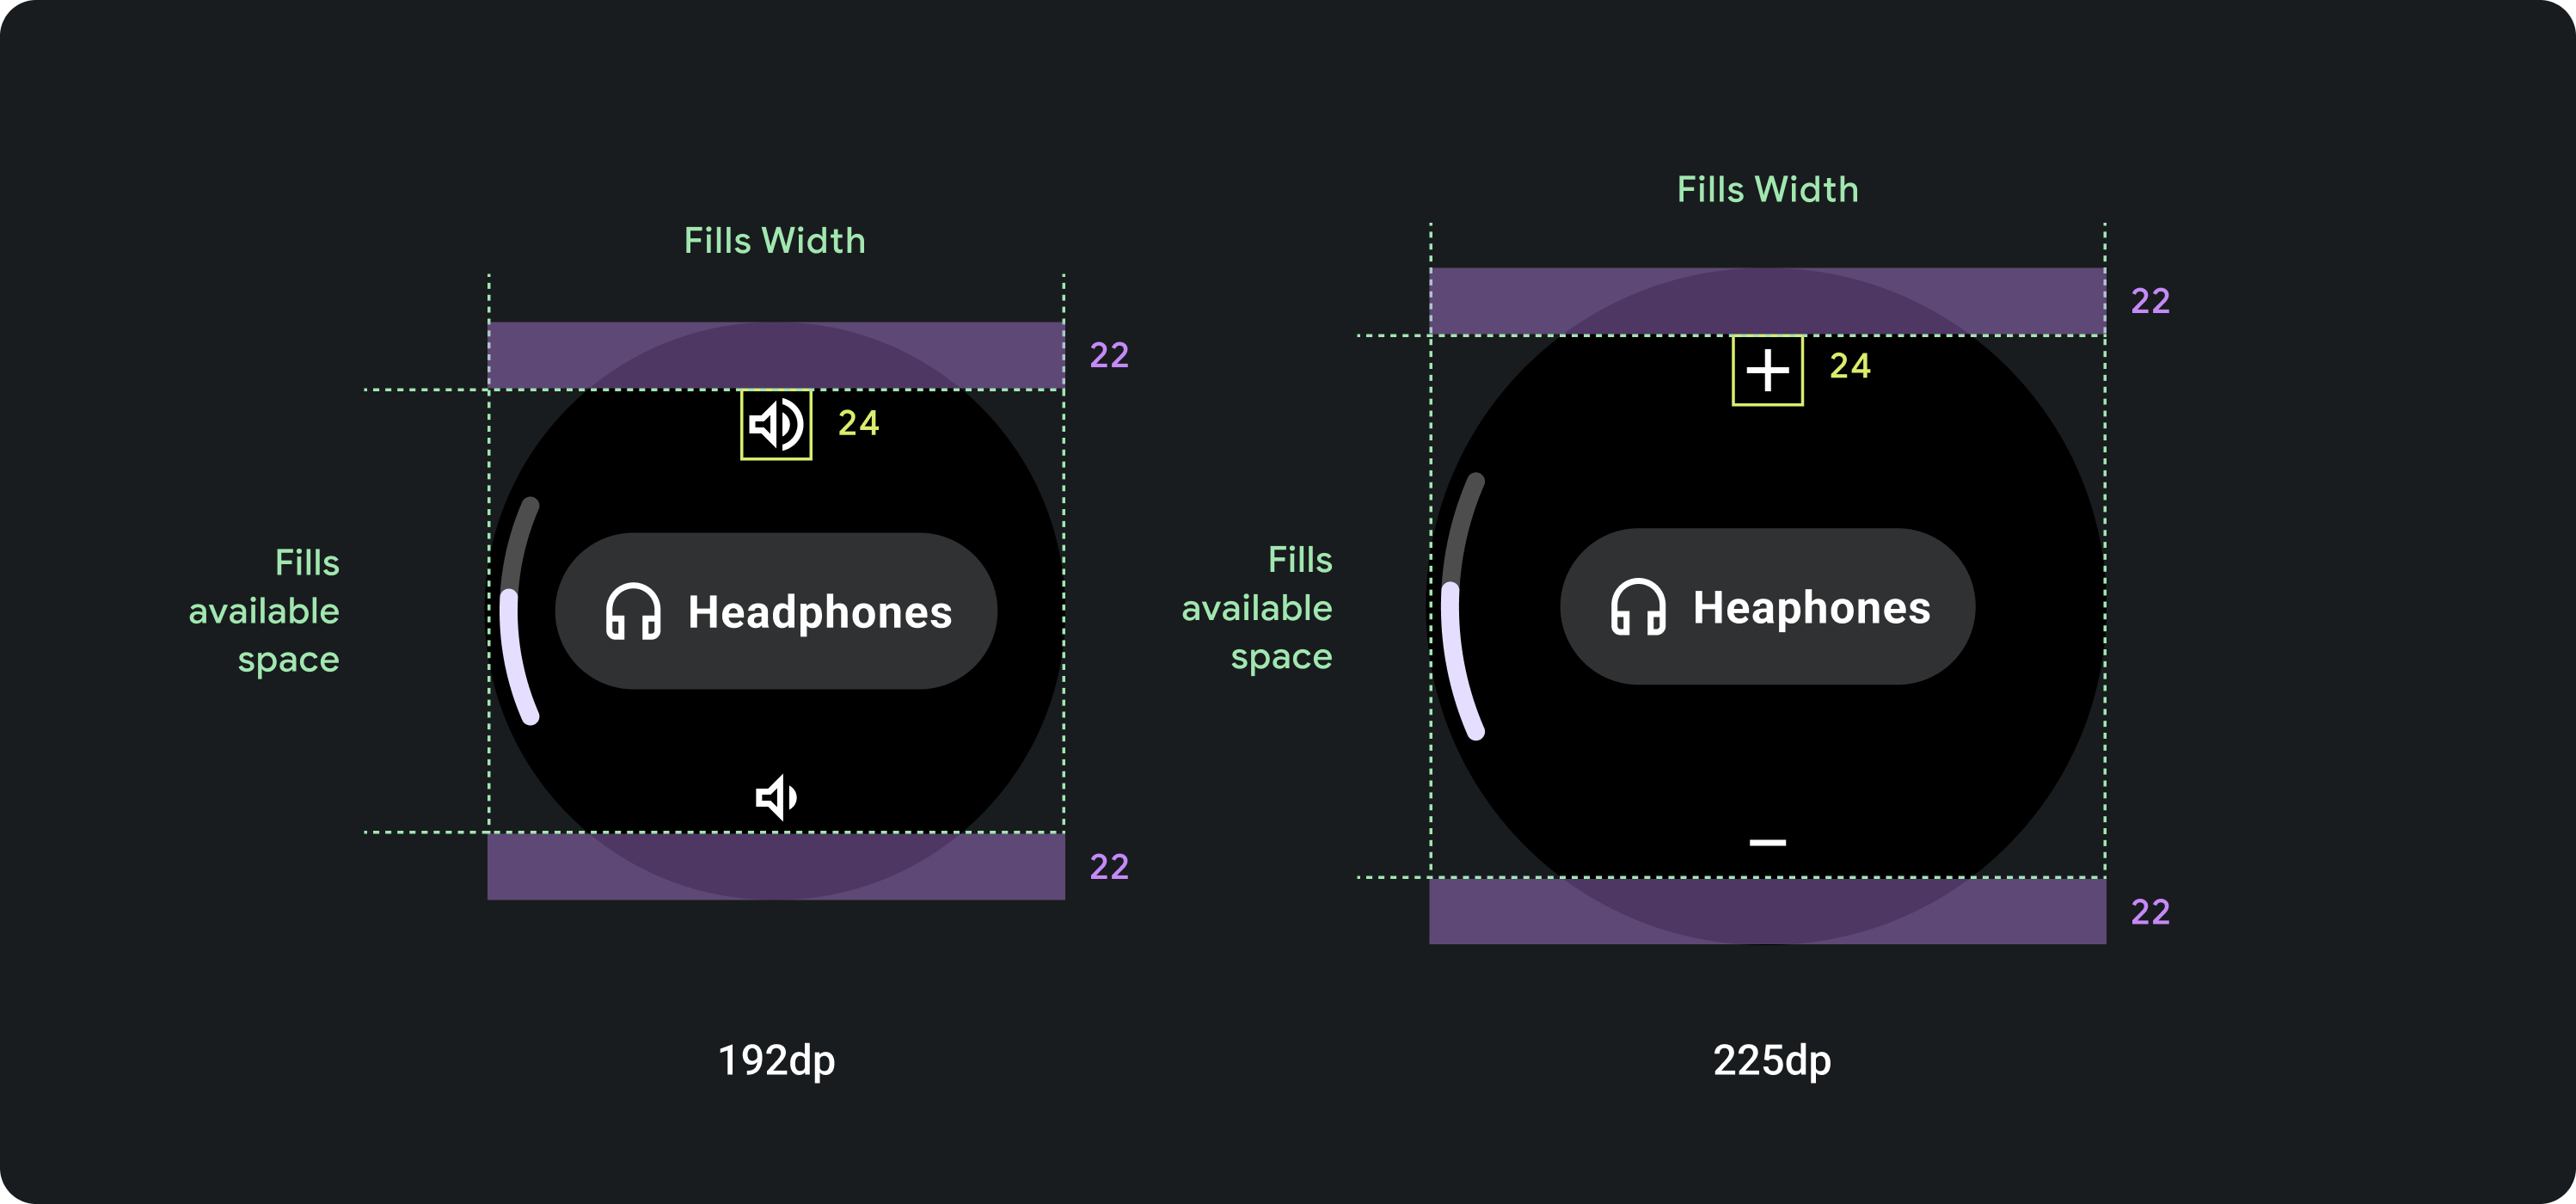 Fills Width
22
24
Fills
available
space
Headphones
22
192dp
Fills Width
22
24
Fills
available
space
Heaphones
22
225dp